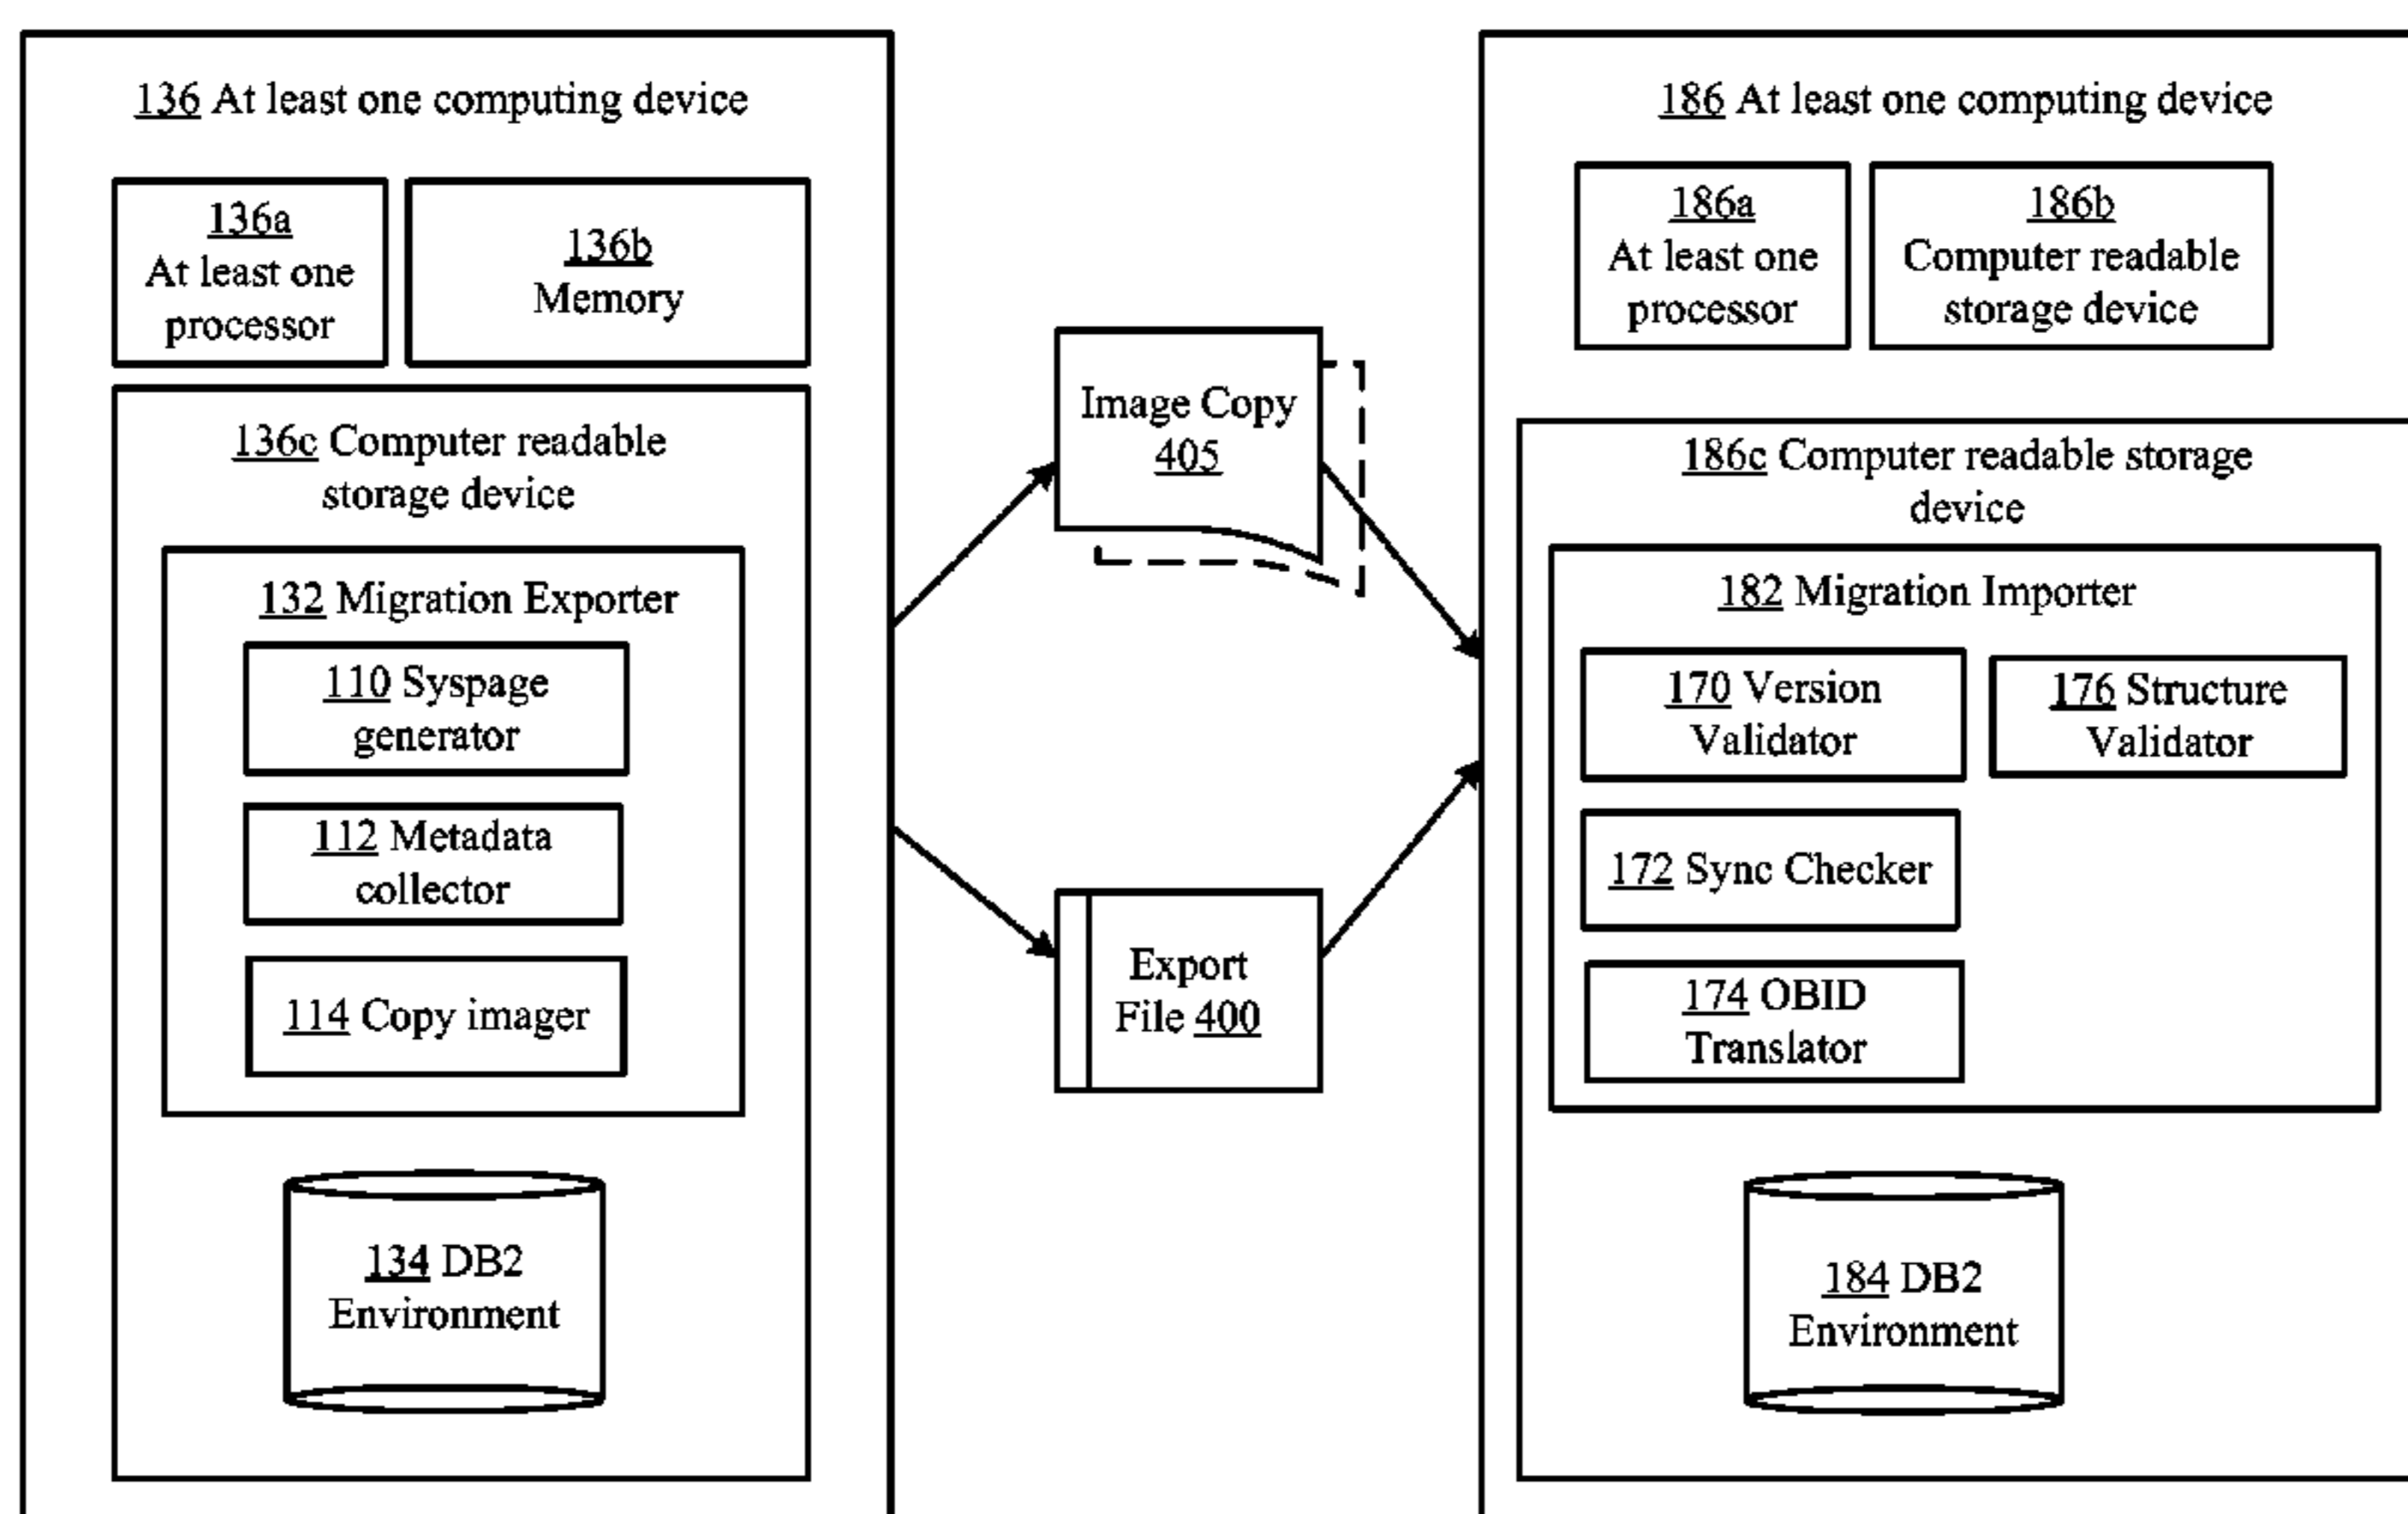 136 At least one computing device
136a
At least one
processor
136b
Memory
136c Computer readable
storage device
132 Migration Exporter
110 Syspage
generator
112 Metadata
collector
114 Copy imager
134 DB2
Environment
Image Copy
405
Export
File 400
186 At least one computing device
186a
At least one
processor
186b
Computer readable
storage device
186c Computer readable storage
device
182 Migration Importer
170 Version
Validator
176 Structure
Validator
172 Sync Checker
174 OBID
Translator
184 DB2
Environment